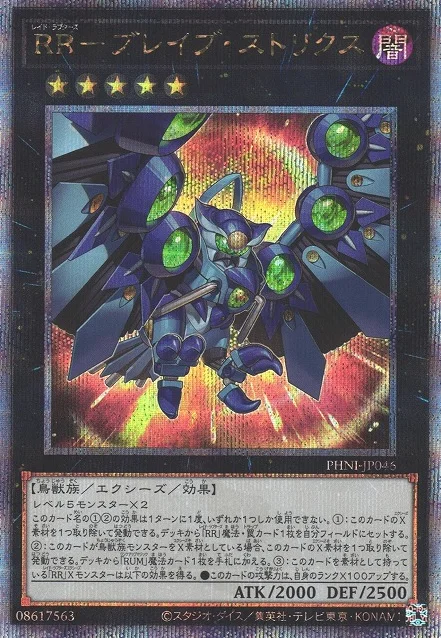 レイド・ラプターズ
RR－ブレイブ・ストリクス
闇
PHNI-JP046
【鳥獣族／エクシーズ／効果】
レベル5モンスター×2
このカード名の①②の効果は1ターンに1度、いずれか1つしか使用できない。①：このカードのX
素材を1つ取り除いて発動できる。デッキから「RR」魔法・罠カード1枚を自分フィールドにセットする。
②：このカードが鳥獣族モンスターをX素材としている場合、このカードのX素材を1つ取り除いて発動
できる。デッキから「RUM」魔法カード1枚を手札に加える。③：このカードを素材として持って
いる「RR」Xモンスターは以下の効果を得る。●このカードの攻撃力は、自身のランク×100アップする。
ATK/2000 DEF/2500
08617563
©スタジオ・ダイス／集英社・テレビ東京・KONAMI